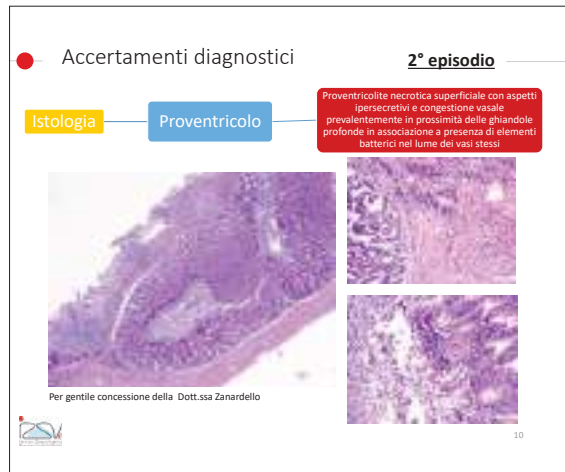 Accertamenti diagnostici
2° episodio
Istologia
Proventricolo
Proventricolite necrotica superficiale con aspetti
ipersecretivi e congestione vasale
prevalentemente in prossimità delle ghiandole
profonde in associazione a presenza di elementi
batterici nel lume dei vasi stessi
Per gentile concessione della Dott.ssa Zanardello
10